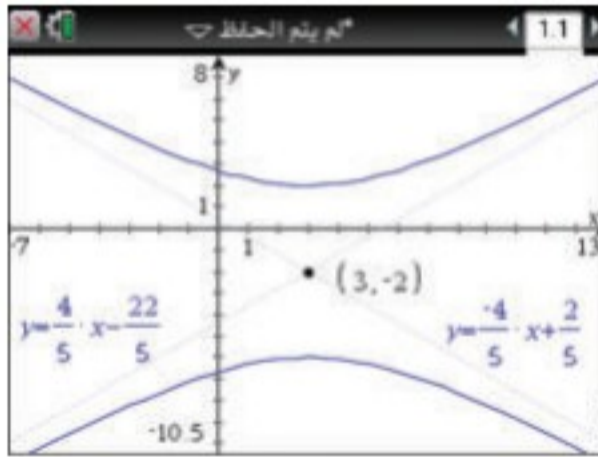 *لم يتم الحفظ
1.1
8
y
1
x
-7
1
13
(3,-2)
y=4/5·x-22/5
y=-4/5·x+2/5
-10.5